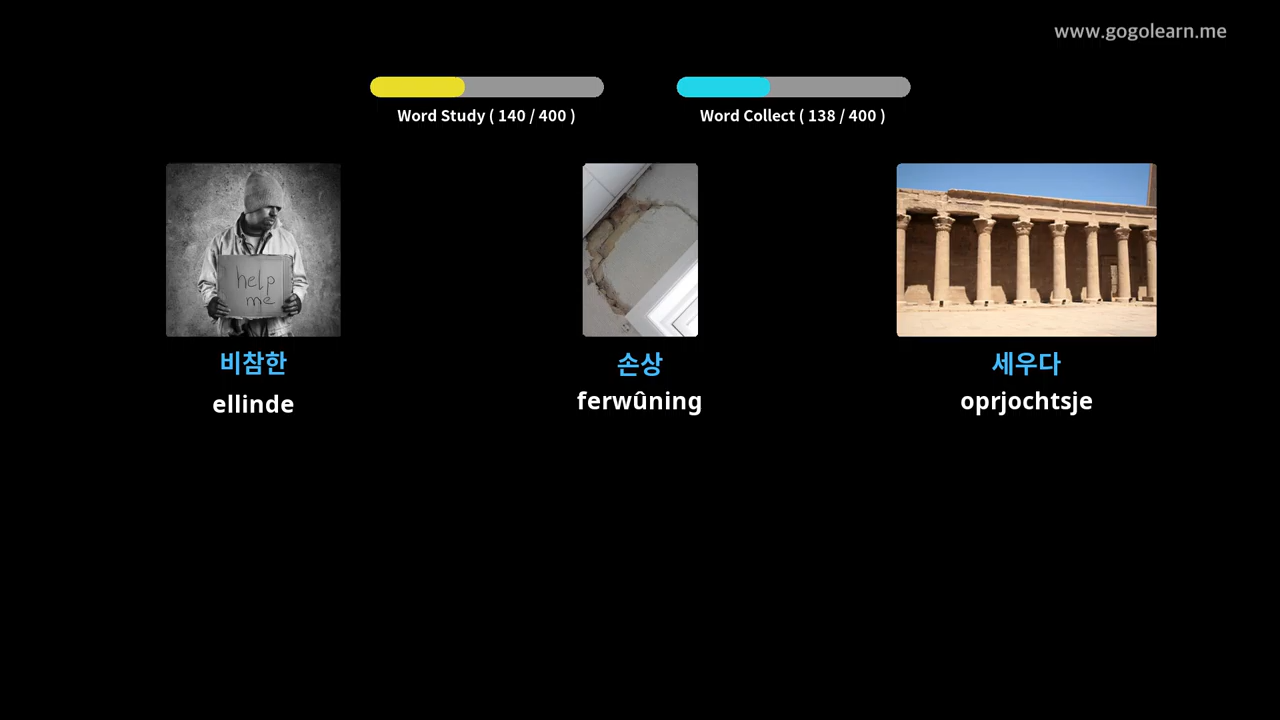 www.gogolearn.me
Word Study ( 140 / 400 )
Word Collect ( 138 / 400 )
help
me
비참한
손상
세우다
ellinde
ferwûning
oprjochtsje